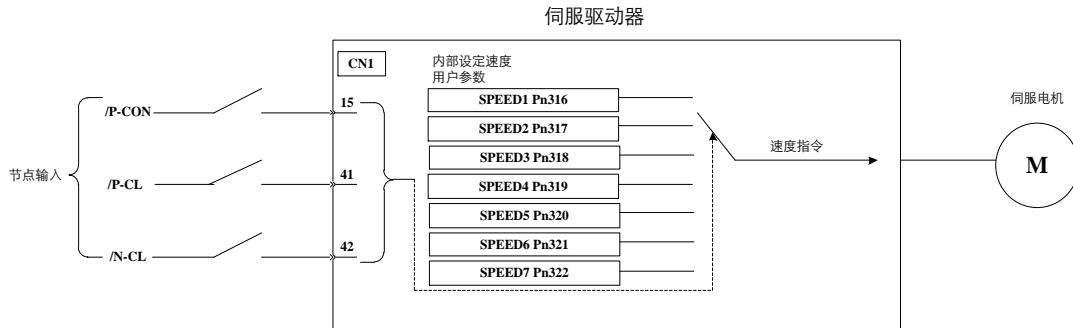 伺服驱动器
CN1
内部设定速度
用户参数
/P-CON
15
SPEED1 Pn316
SPEED2 Pn317
SPEED3 Pn318
SPEED4 Pn319
SPEED5 Pn320
SPEED6 Pn321
SPEED7 Pn322
节点输入
/P-CL
41
/N-CL
42
速度指令
伺服电机
M